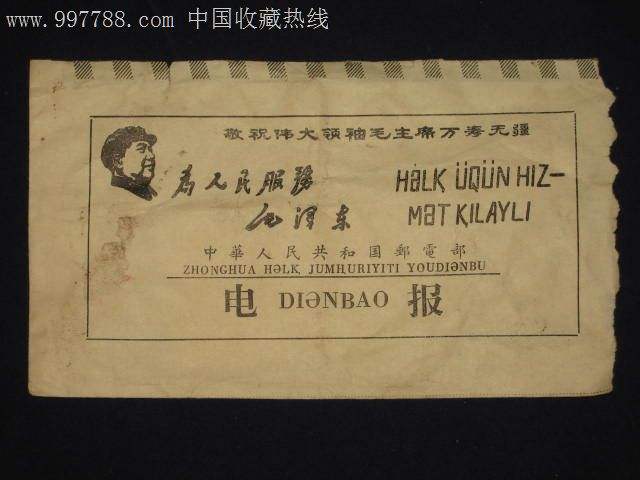 www.997788.com 中国收藏热线
敬祝伟大领袖毛主席万寿无疆
为人民服務
毛泽东
HƏLK ÜQÜN HIZ-
MƏT KILAYLI
中華人民共和国郵電部
ZHONGHUA HƏLK JUMHURIYITI YOUDIƏNBU
电 DIƏNBAO 报